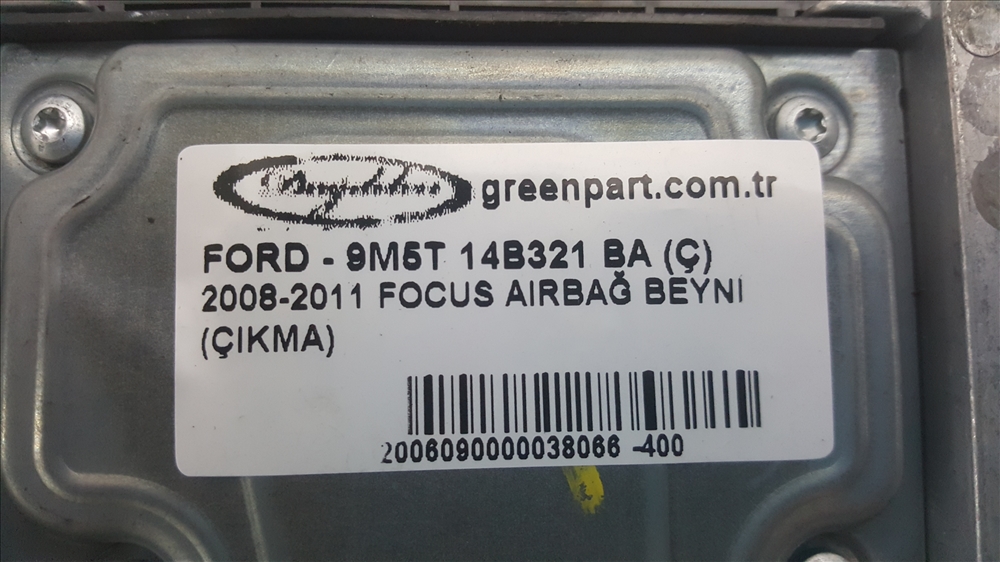 greenpart.com.tr
FORD - 9M5T 14B321 BA (Ç)
2008-2011 FOCUS AIRBAĞ BEYNİ
(ÇIKMA)
2006090000038066 -400